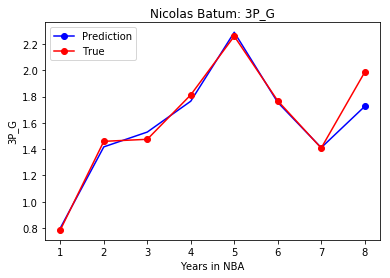 Nicolas Batum: 3P_G
Prediction
True
3P_G
2.2
2.0
1.8
1.6
1.4
1.2
1.0
0.8
1 2 3 4 5 6 7 8
Years in NBA